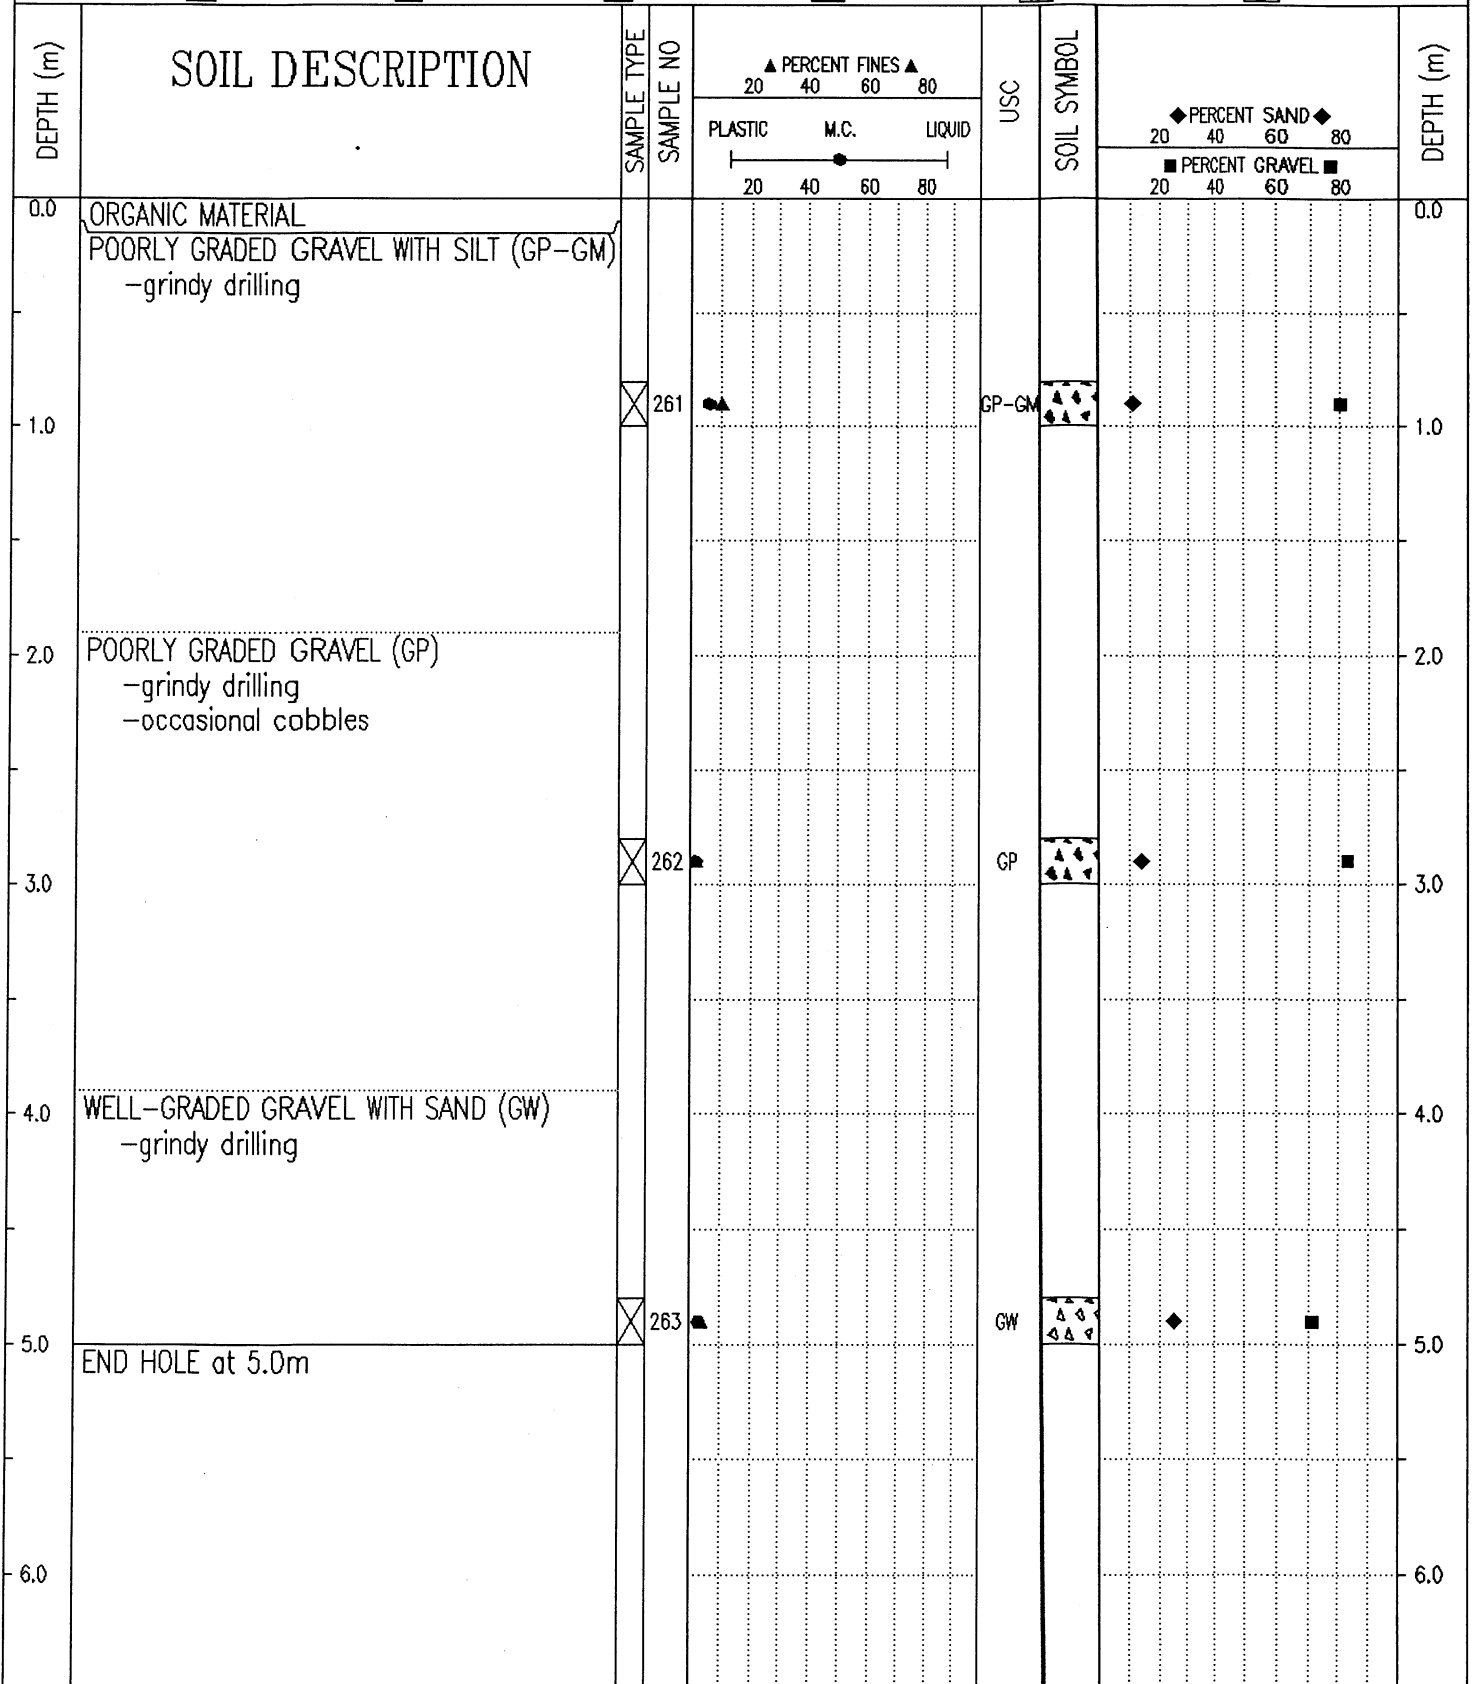 DEPTH (m)
SOIL DESCRIPTION
SAMPLE TYPE
SAMPLE NO
▲ PERCENT FINES ▲
20 40 60 80
PLASTIC M.C. LIQUID
20 40 60 80
USC
SOIL SYMBOL
◆ PERCENT SAND ◆
20 40 60 80
■ PERCENT GRAVEL ■
20 40 60 80
DEPTH (m)
0.0 ORGANIC MATERIAL 0.0
POORLY GRADED GRAVEL WITH SILT (GP-GM)
-grindy drilling
261 GP-GM
1.0 1.0
POORLY GRADED GRAVEL (GP)
2.0 2.0
-grindy drilling
-occasional cobbles
262 GP
3.0 3.0
WELL-GRADED GRAVEL WITH SAND (GW)
4.0 4.0
-grindy drilling
263 GW
5.0 5.0
END HOLE at 5.0m
6.0 6.0